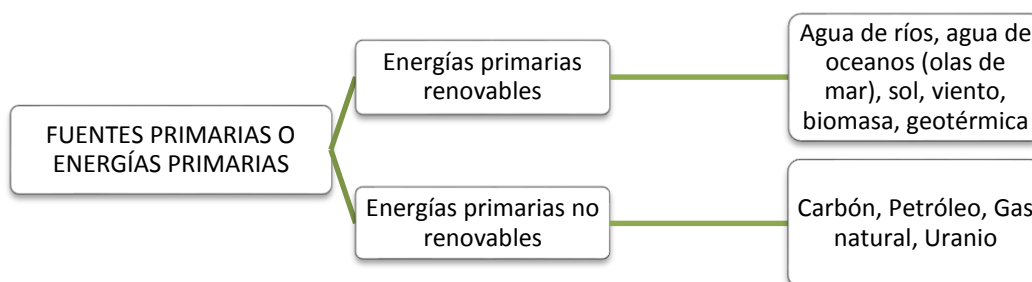 FUENTES PRIMARIAS O
ENERGÍAS PRIMARIAS
Energías primarias
renovables
Agua de ríos, agua de
oceanos (olas de
mar), sol, viento,
biomasa, geotérmica
Energías primarias no
renovables
Carbón, Petróleo, Gas
natural, Uranio